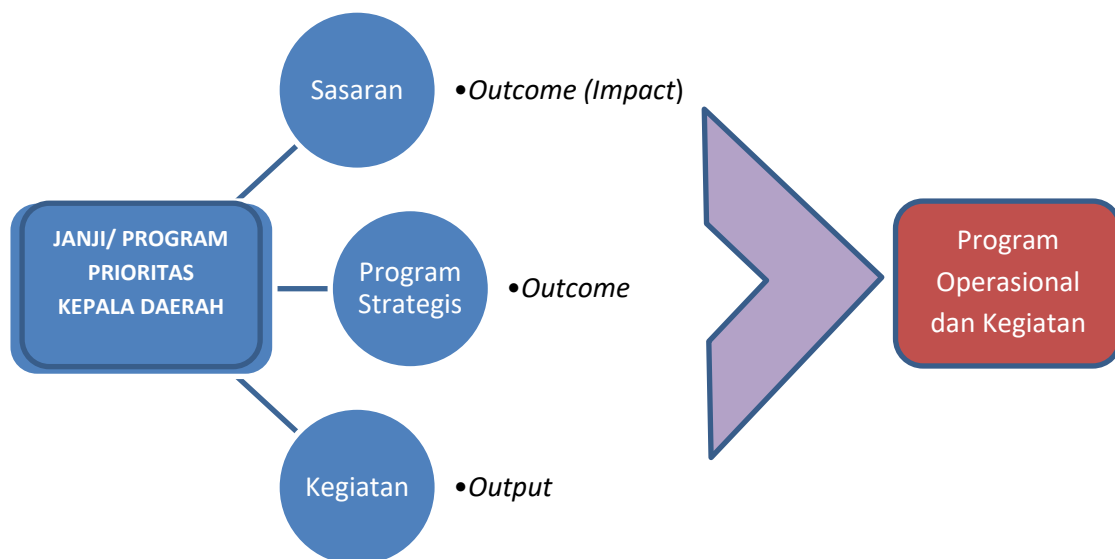 Sasaran
•Outcome (Impact)
JANJI/ PROGRAM
PRIORITAS
KEPALA DAERAH
Program
Strategis
•Outcome
Kegiatan
•Output
Program
Operasional
dan Kegiatan